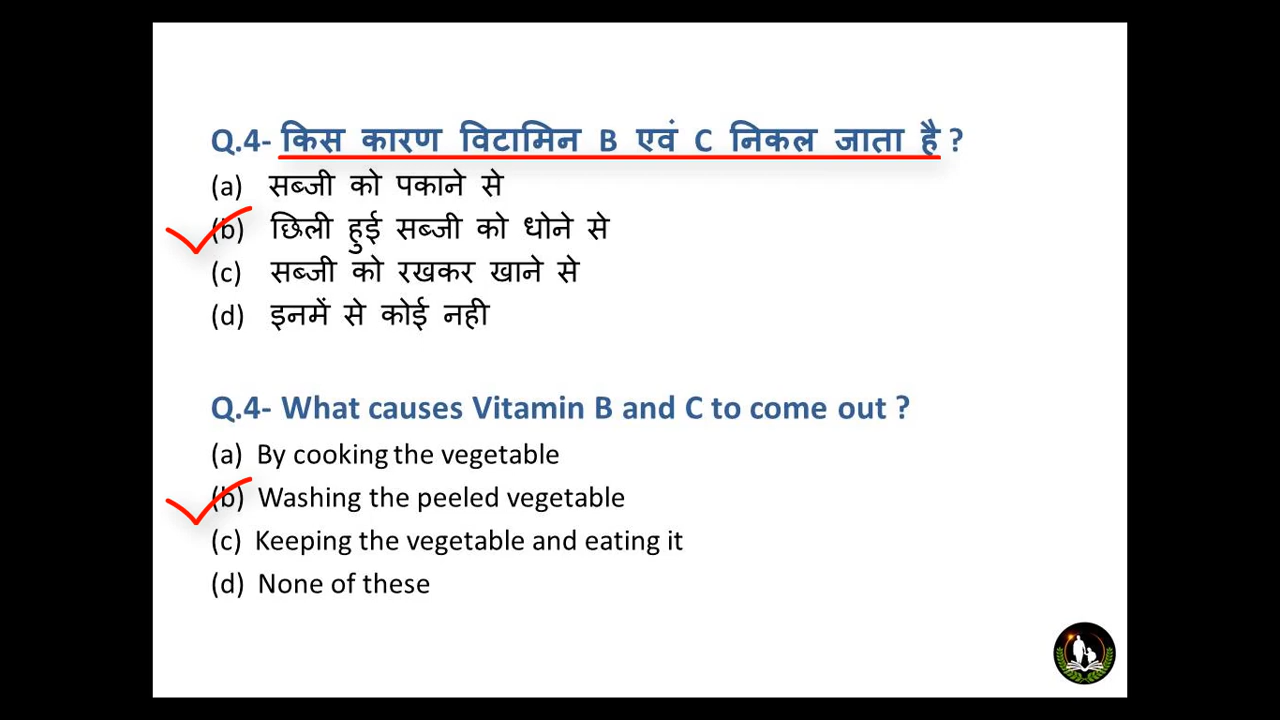 Q.4- किस कारण विटामिन B एवं C निकल जाता है ?
(a) सब्जी को पकाने से
(b) छिली हुई सब्जी को धोने से
(c) सब्जी को रखकर खाने से
(d) इनमें से कोई नही
Q.4- What causes Vitamin B and C to come out ?
(a) By cooking the vegetable
(b) Washing the peeled vegetable
(c) Keeping the vegetable and eating it
(d) None of these